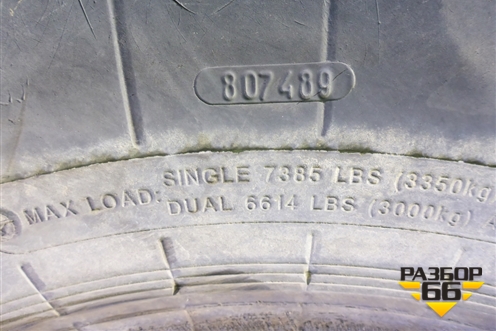 807489
MAX LOAD: SINGLE 7385 LBS (3350kg
DUAL 6614 LBS (3000kg)
РАЗБОР
66